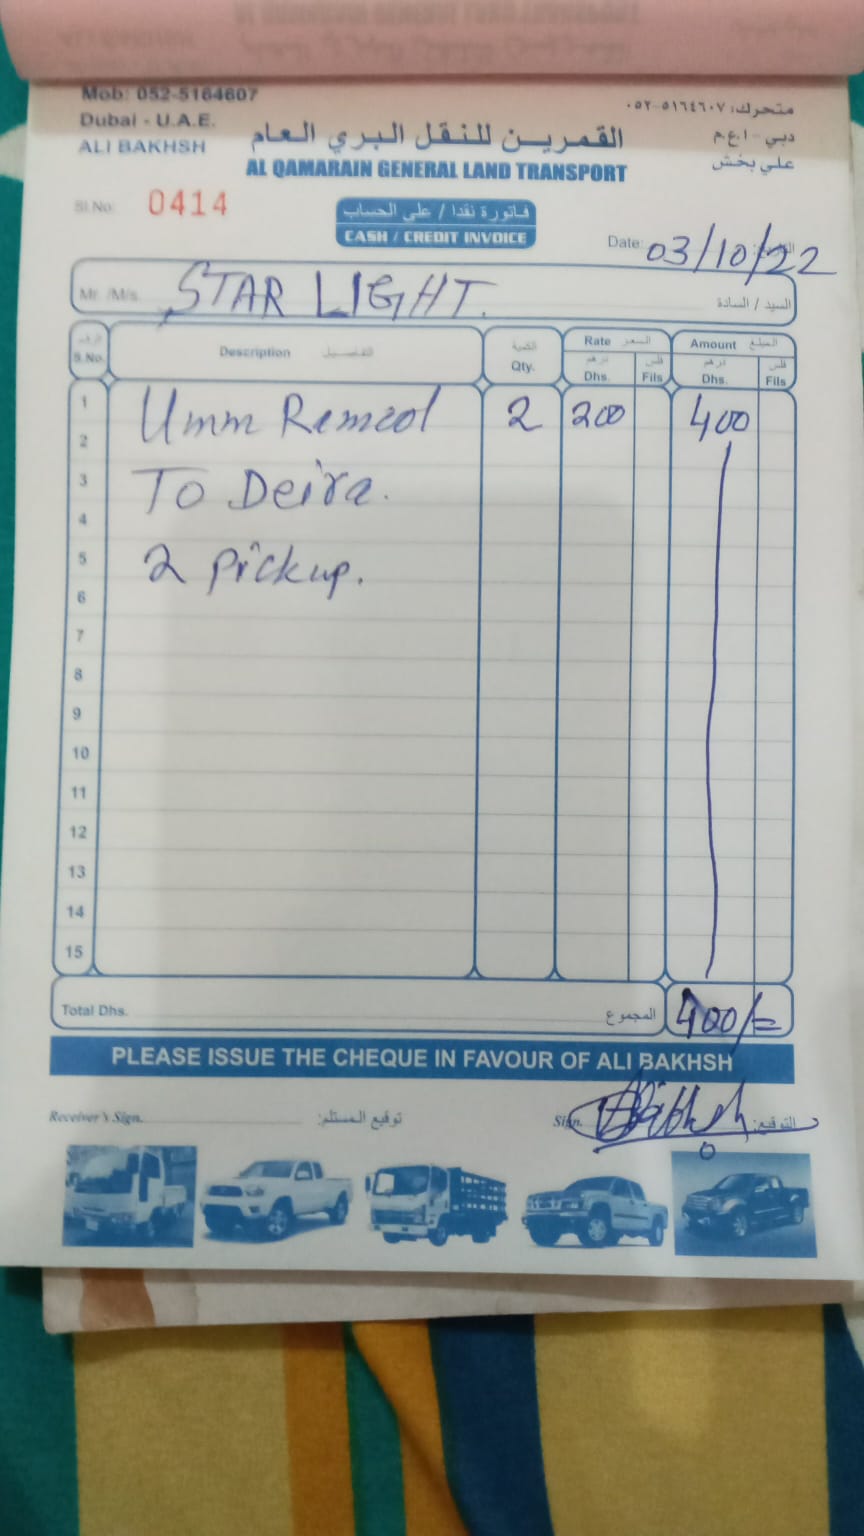 Mob: 052-5164607
متحرك: ٠٥٢-٥١٦٤٦٠٧
Dubai - U.A.E.
دبي - ا.ع.م
ALI BAKHSH
علي بخش
القمرين للنقل البري العام
AL QAMARAIN GENERAL LAND TRANSPORT
Sl.No: 0414
فاتورة نقدا / على الحساب
CASH / CREDIT INVOICE
Date: 03/10/22 التاريخ:
Mr. /M/s. STAR LIGHT. السيد / السادة
الرقم S.No. Description التفاصيل الكمية Qty. Rate السعر Amount المبلغ
درهم Dhs. فلس Fils درهم Dhs. فلس Fils
1 Umm Rameol 2 200 400
2
3 To Deira.
4
5 2 Pickup.
6
7
8
9
10
11
12
13
14
15
Total Dhs. المجموع 400/=
PLEASE ISSUE THE CHEQUE IN FAVOUR OF ALI BAKHSH
Receiver's Sign. توقيع المستلم: Sign. التوقيع: